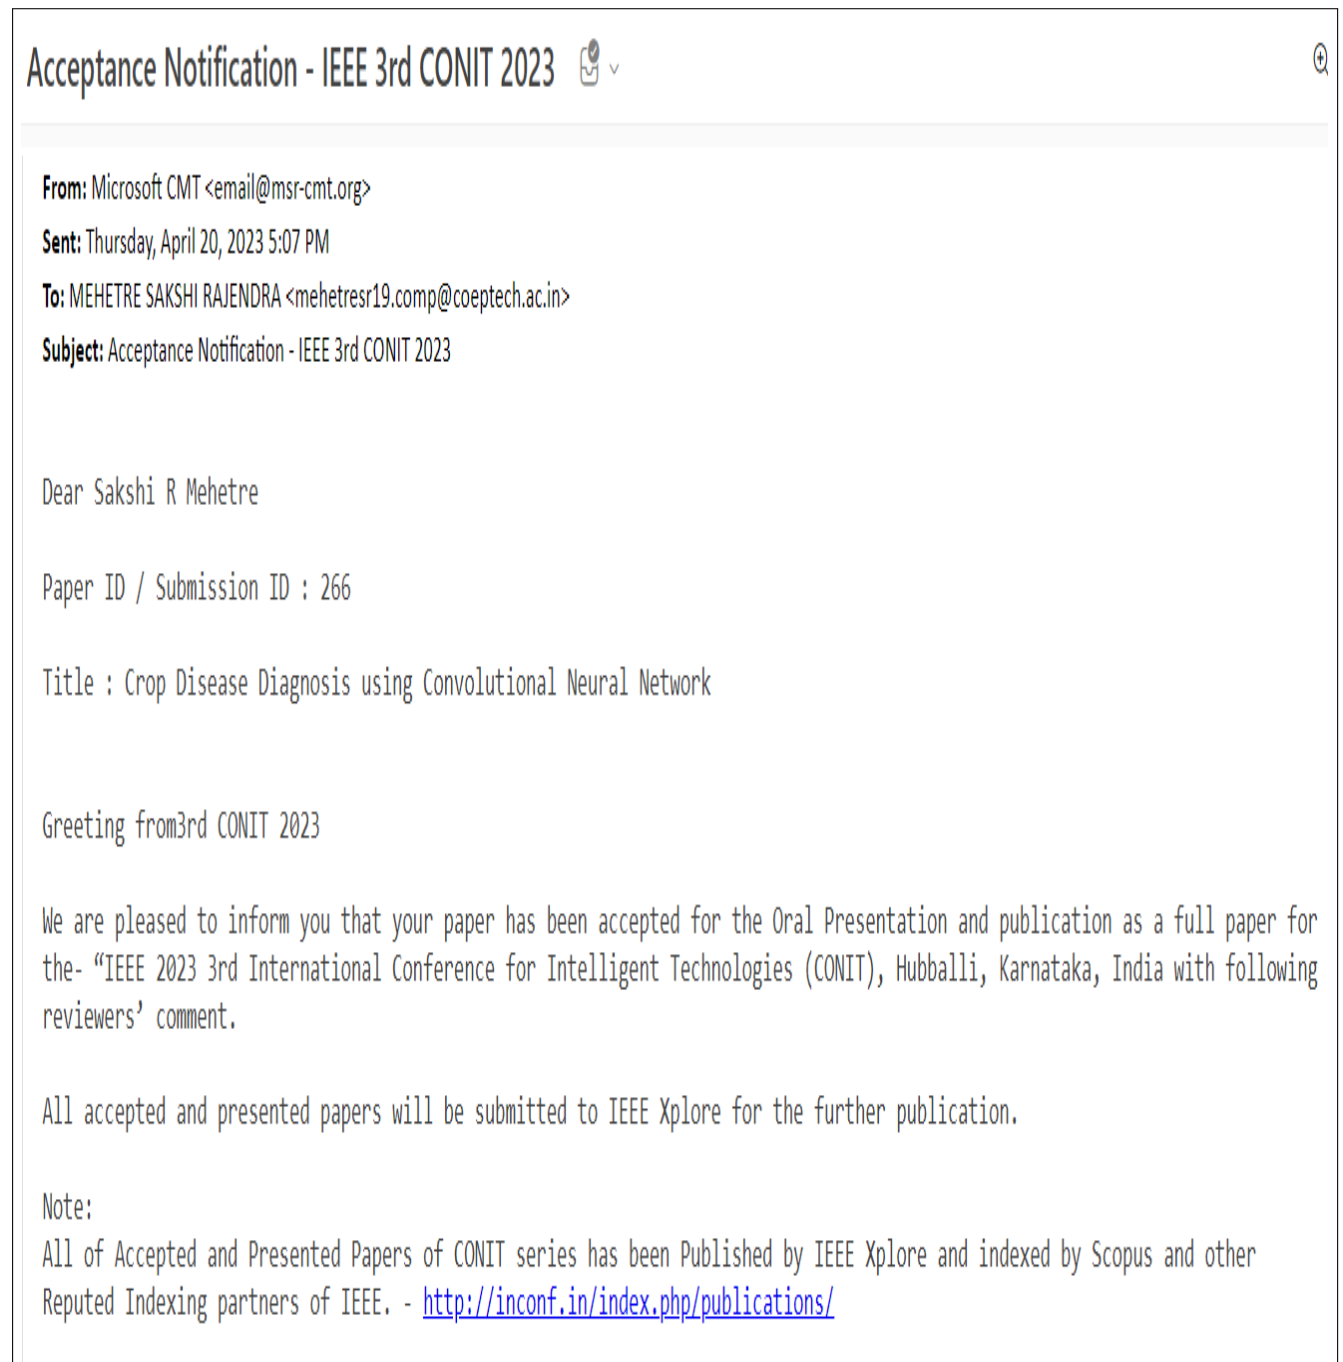 Acceptance Notification - IEEE 3rd CONIT 2023
From: Microsoft CMT <email@msr-cmt.org>
Sent: Thursday, April 20, 2023 5:07 PM
To: MEHETRE SAKSHI RAJENDRA <mehetresr19.comp@coeptech.ac.in>
Subject: Acceptance Notification - IEEE 3rd CONIT 2023
Dear Sakshi R Mehetre
Paper ID / Submission ID : 266
Title : Crop Disease Diagnosis using Convolutional Neural Network
Greeting from3rd CONIT 2023
We are pleased to inform you that your paper has been accepted for the Oral Presentation and publication as a full paper for
the- “IEEE 2023 3rd International Conference for Intelligent Technologies (CONIT), Hubballi, Karnataka, India with following
reviewers’ comment.
All accepted and presented papers will be submitted to IEEE Xplore for the further publication.
Note:
All of Accepted and Presented Papers of CONIT series has been Published by IEEE Xplore and indexed by Scopus and other
Reputed Indexing partners of IEEE. - http://inconf.in/index.php/publications/